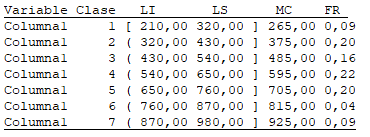 Variable Clase LI LS MC FR
Columna1 1 [ 210,00 320,00 ] 265,00 0,09
Columna1 2 ( 320,00 430,00 ] 375,00 0,20
Columna1 3 ( 430,00 540,00 ] 485,00 0,16
Columna1 4 ( 540,00 650,00 ] 595,00 0,22
Columna1 5 ( 650,00 760,00 ] 705,00 0,20
Columna1 6 ( 760,00 870,00 ] 815,00 0,04
Columna1 7 ( 870,00 980,00 ] 925,00 0,09